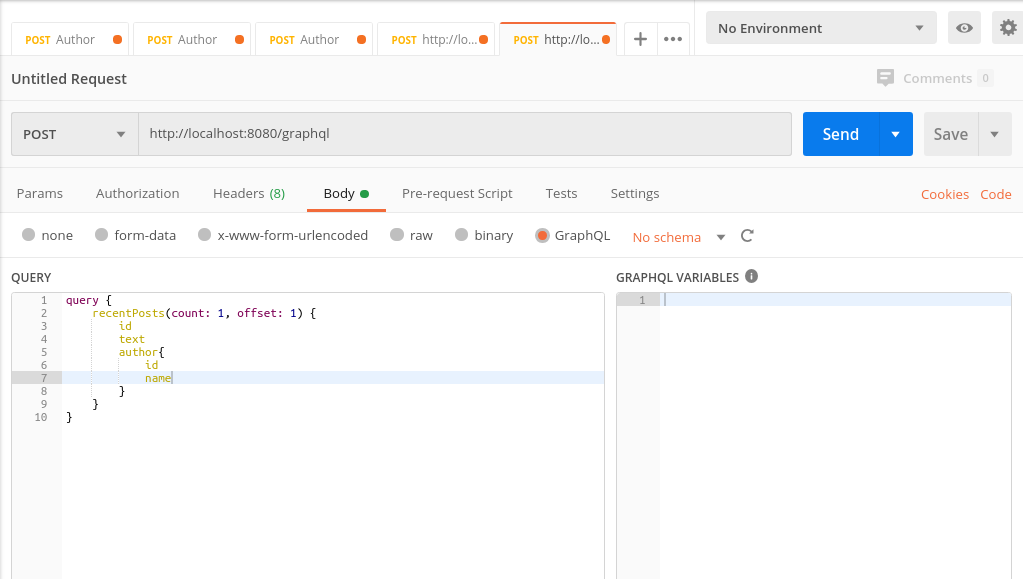 POST Author POST Author POST Author POST http://lo... POST http://lo... No Environment
Untitled Request Comments 0
POST http://localhost:8080/graphql Send Save
Params Authorization Headers (8) Body Pre-request Script Tests Settings Cookies Code
none form-data x-www-form-urlencoded raw binary GraphQL No schema
QUERY GRAPHQL VARIABLES
1 query { 1
2 recentPosts(count: 1, offset: 1) {
3 id
4 text
5 author{
6 id
7 name
8 }
9 }
10 }